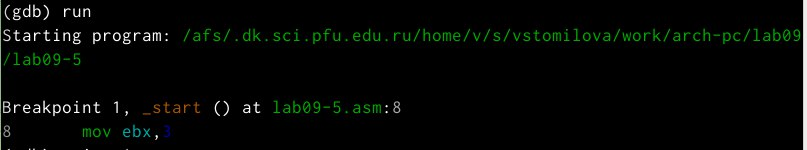 (gdb) run
Starting program: /afs/.dk.sci.pfu.edu.ru/home/v/s/vstomilova/work/arch-pc/lab09
/lab09-5
Breakpoint 1, _start () at lab09-5.asm:8
8	mov ebx,3